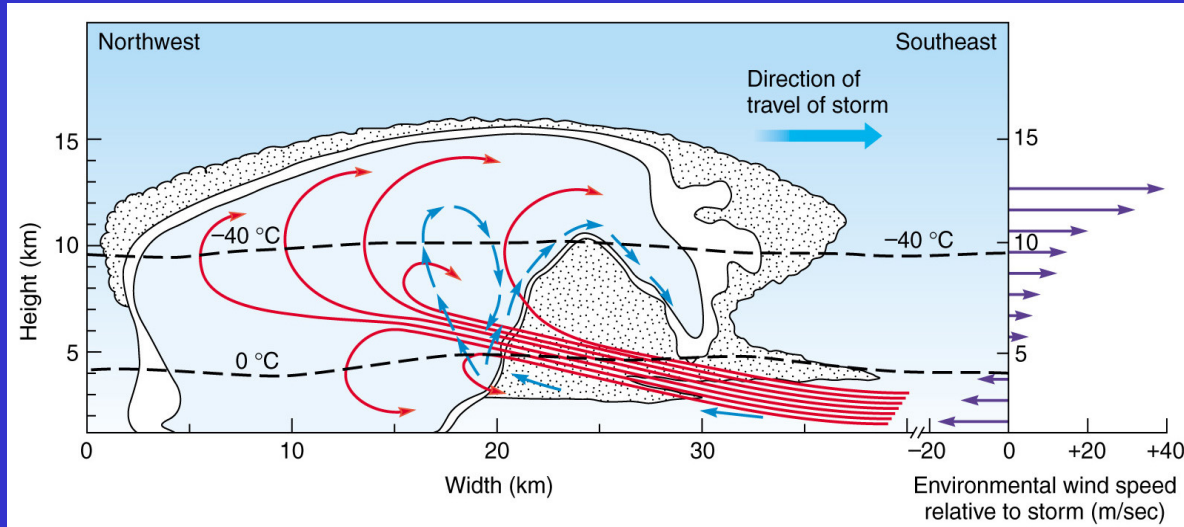 Northwest
Southeast
Direction of
travel of storm
15
15
–40 °C
10
–40 °C
10
Height (km)
5
0 °C
5
0
10
20
30
–20
0
+20
+40
Width (km)
Environmental wind speed
relative to storm (m/sec)